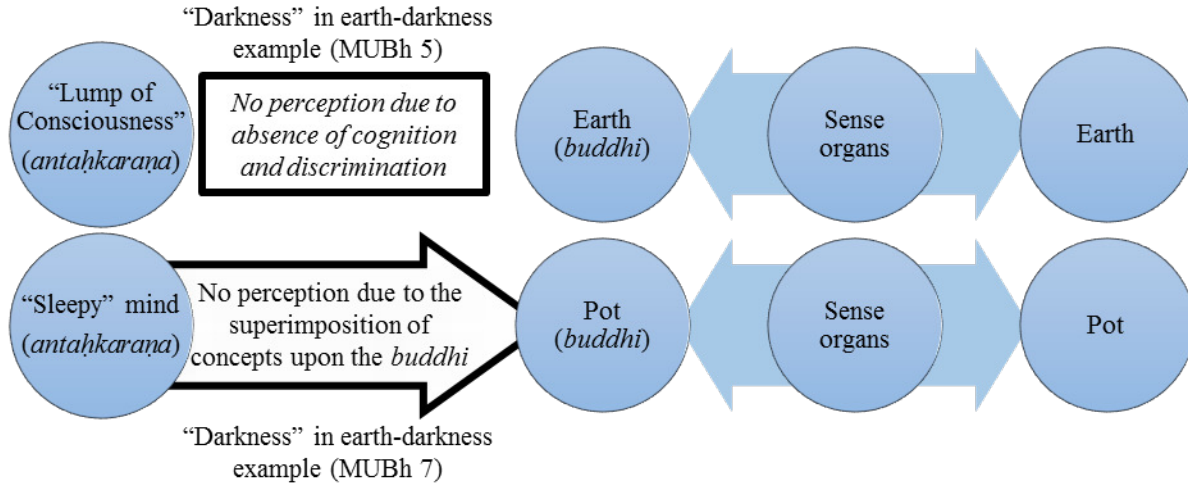 “Darkness” in earth-darkness
example (MUBh 5)
“Lump of
Consciousness”
(antaḥkaraṇa)
No perception due to
absence of cognition
and discrimination
Earth
(buddhi)
Sense
organs
Earth
“Sleepy” mind
(antaḥkaraṇa)
No perception due to the
superimposition of
concepts upon the buddhi
Pot
(buddhi)
Sense
organs
Pot
“Darkness” in earth-darkness
example (MUBh 7)